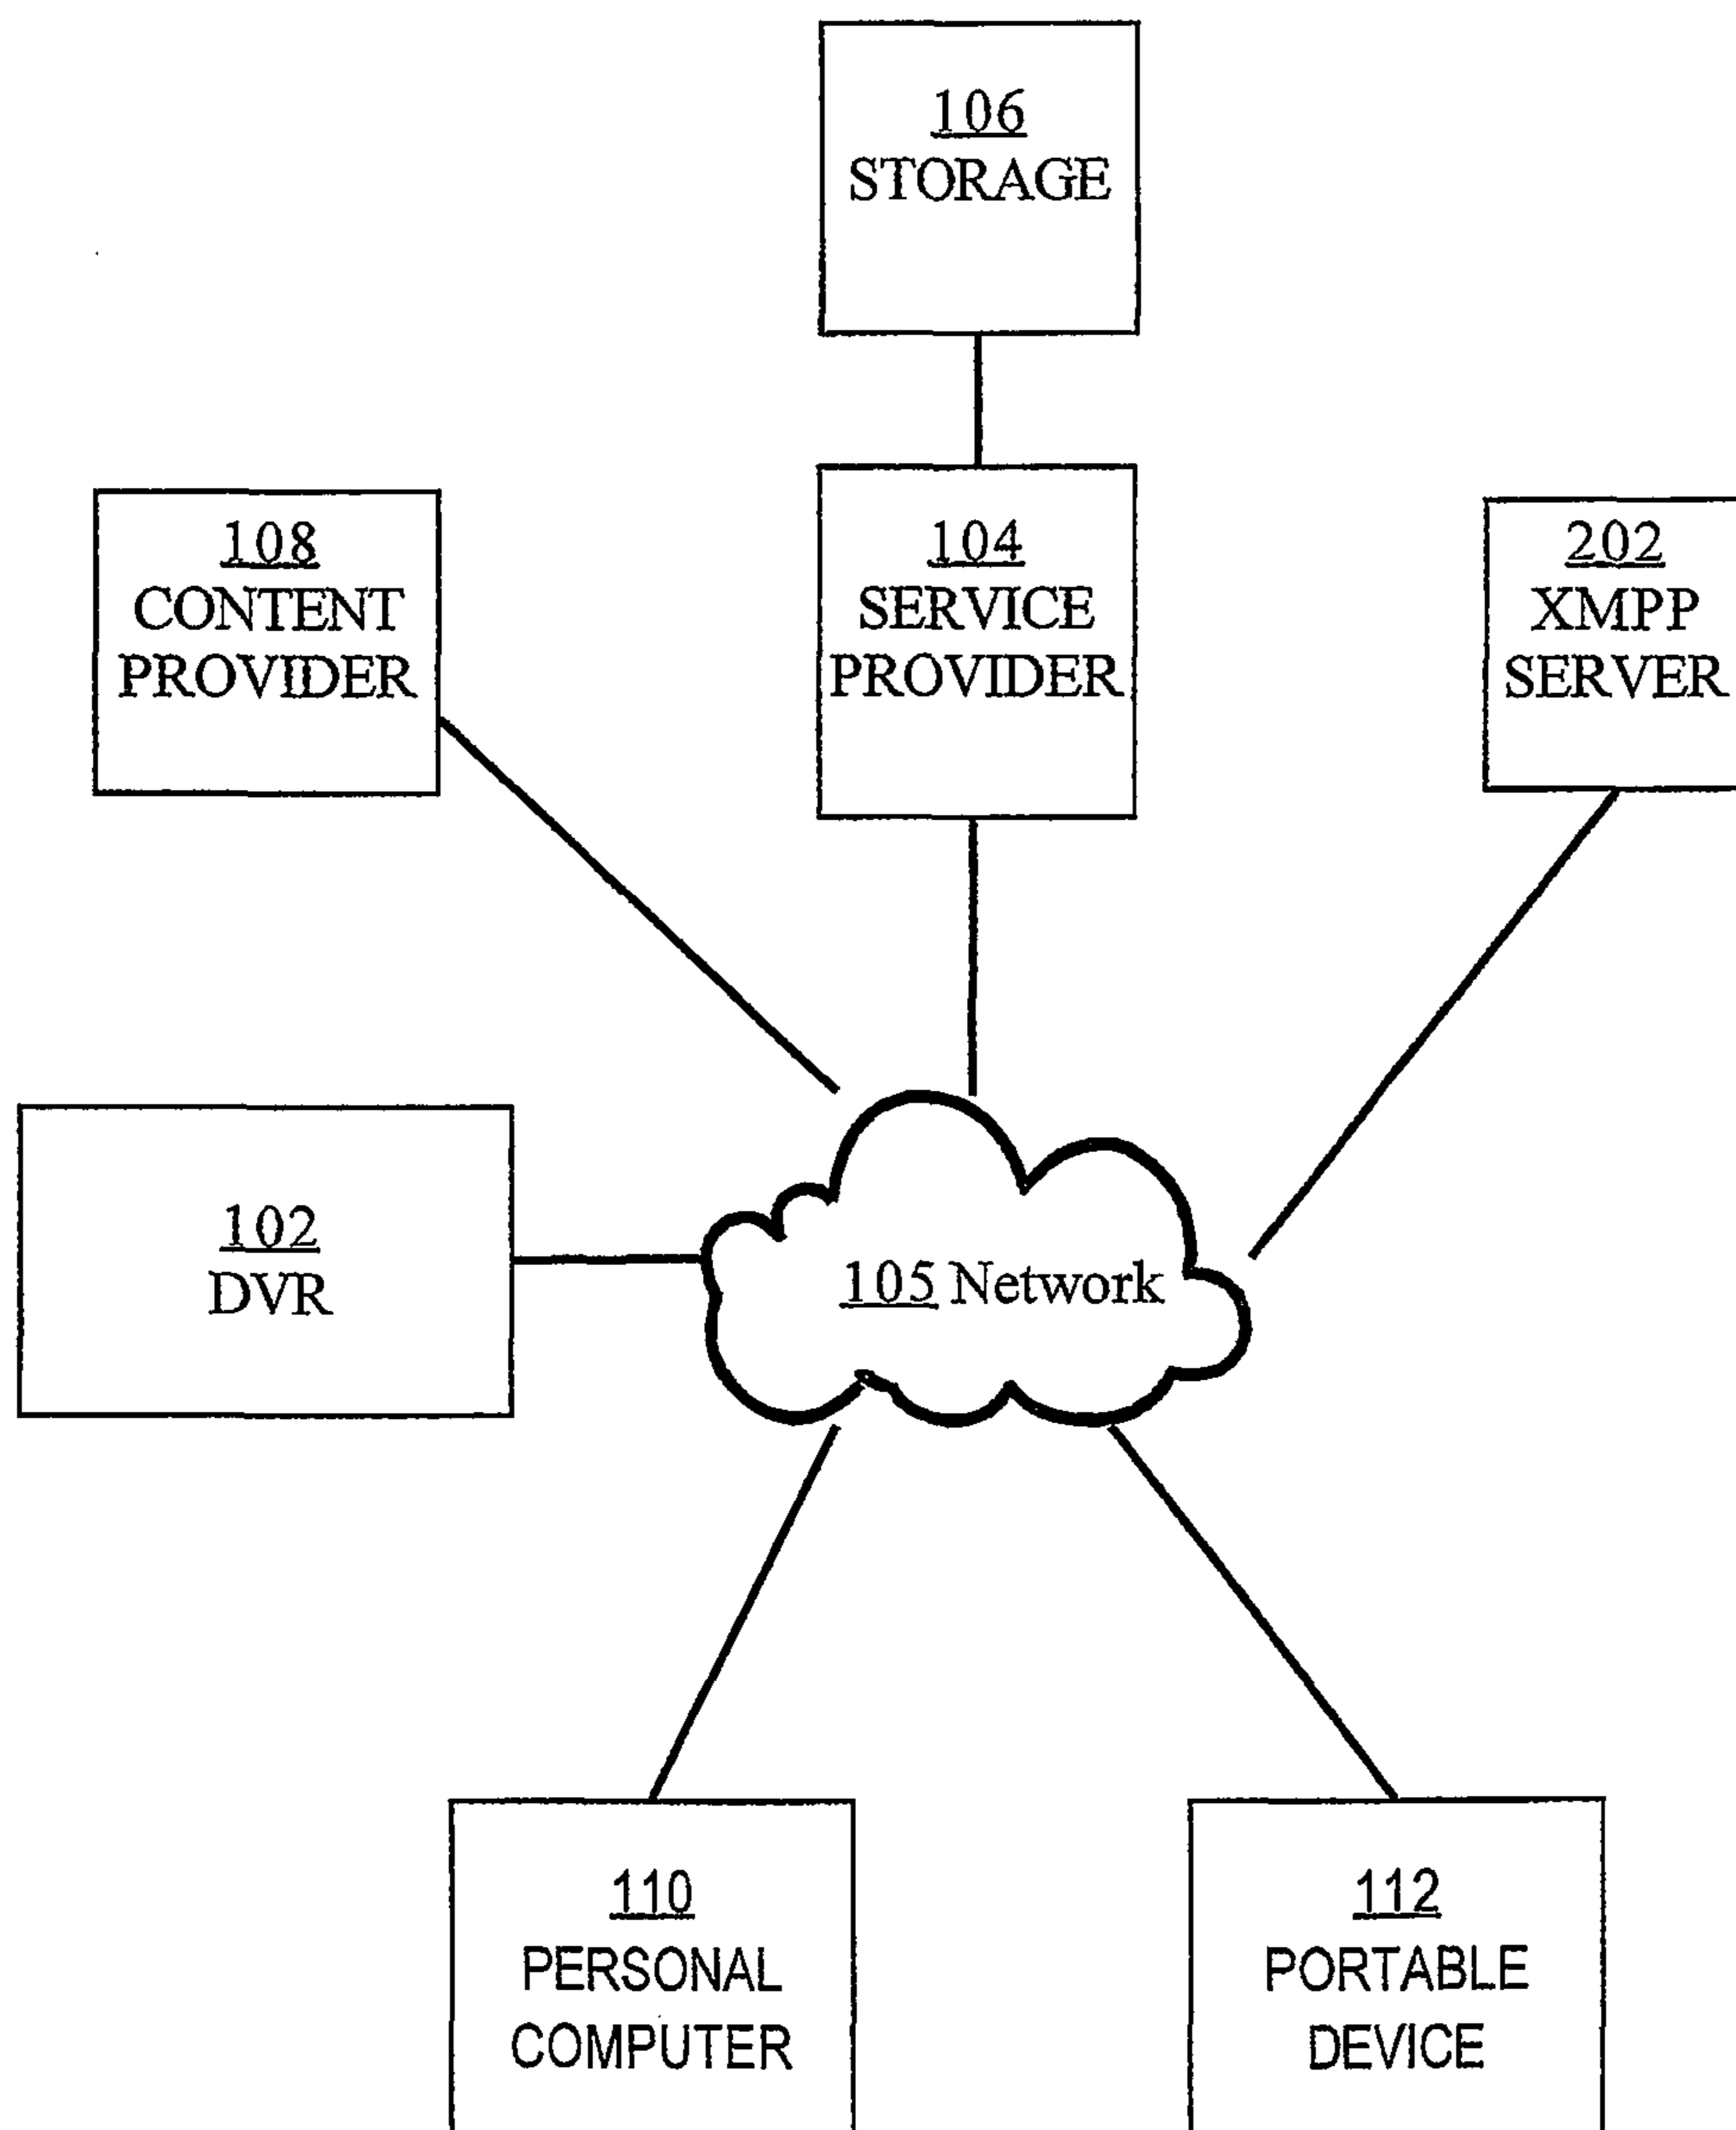 106
STORAGE
108
CONTENT
PROVIDER
104
SERVICE
PROVIDER
202
XMPP
SERVER
102
DVR
105 Network
110
PERSONAL
COMPUTER
112
PORTABLE
DEVICE